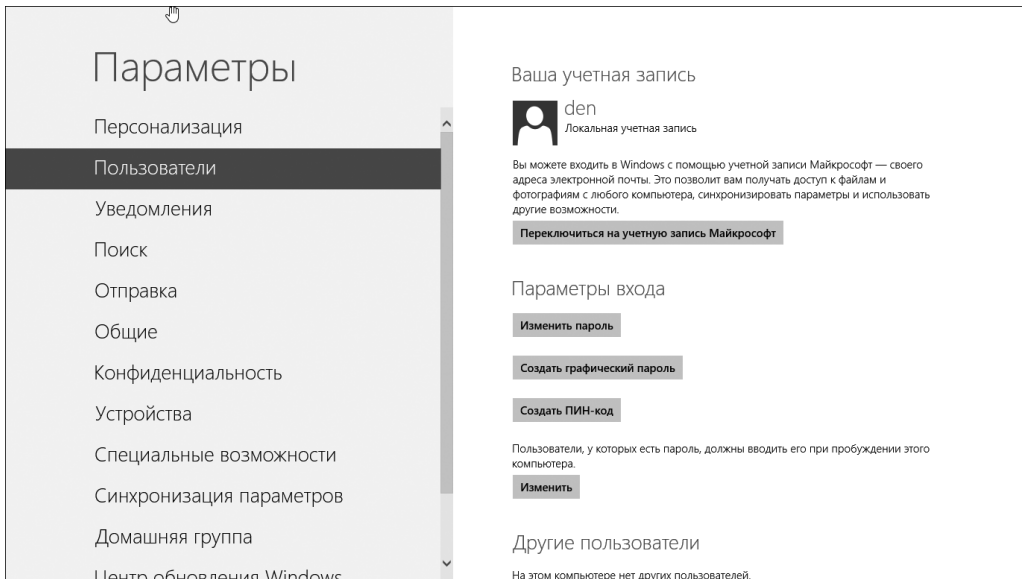 Параметры
Персонализация
Пользователи
Уведомления
Поиск
Отправка
Общие
Конфиденциальность
Устройства
Специальные возможности
Синхронизация параметров
Домашняя группа
Центр обновления Windows
Ваша учетная запись
den
Локальная учетная запись
Вы можете входить в Windows с помощью учетной записи Майкрософт — своего
адреса электронной почты. Это позволит вам получать доступ к файлам и
фотографиям с любого компьютера, синхронизировать параметры и использовать
другие возможности.
Переключиться на учетную запись Майкрософт
Параметры входа
Изменить пароль
Создать графический пароль
Создать ПИН-код
Пользователи, у которых есть пароль, должны вводить его при пробуждении этого
компьютера.
Изменить
Другие пользователи
На этом компьютере нет других пользователей.